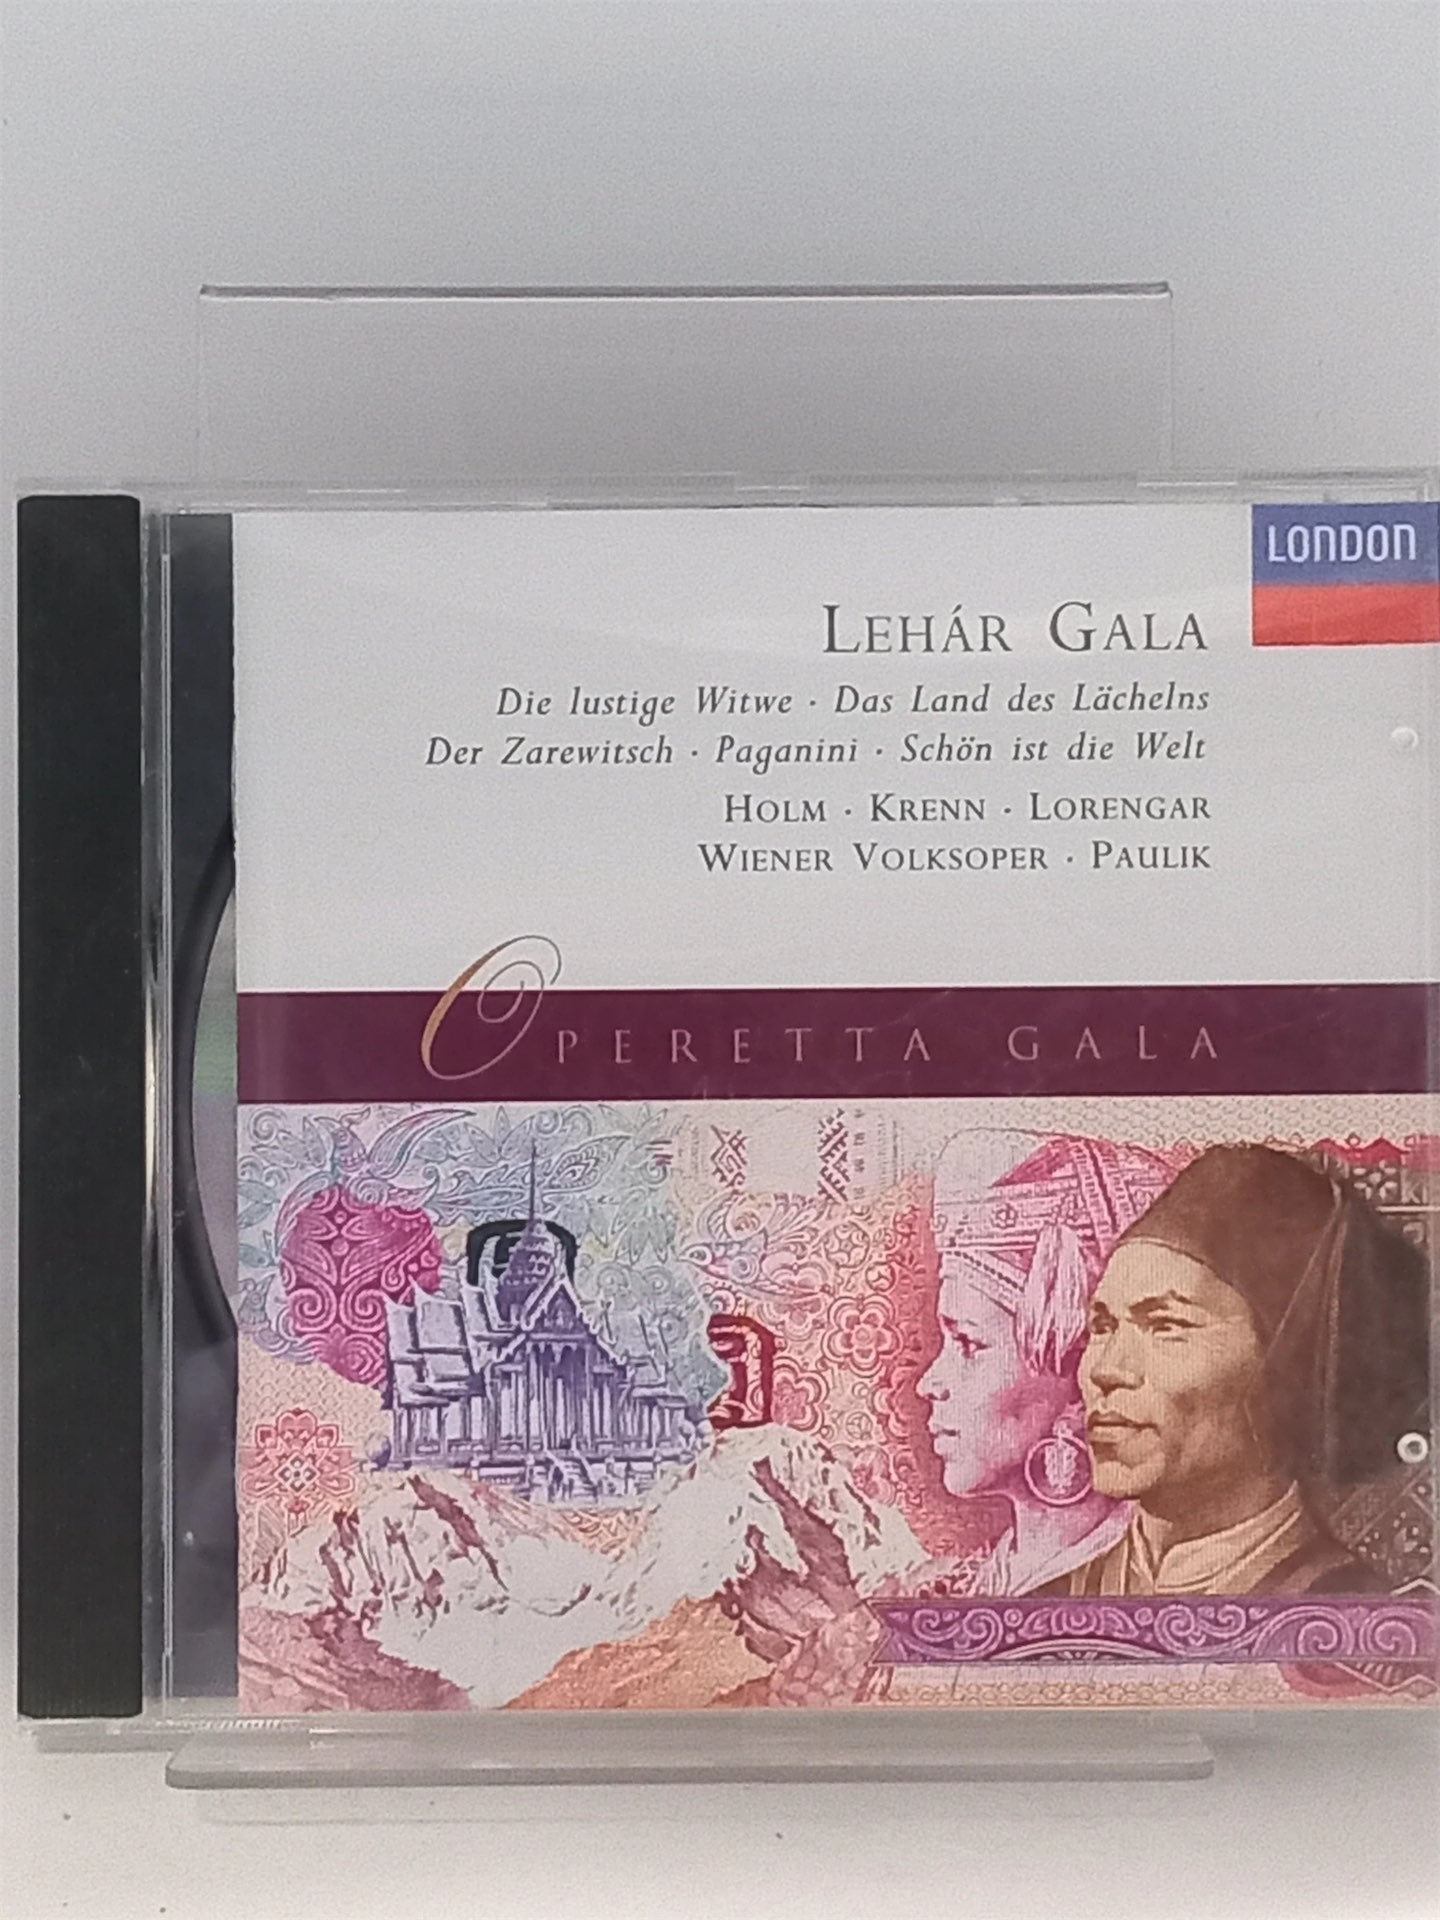 LONDON
LEHÁR GALA
Die lustige Witwe · Das Land des Lächelns
Der Zarewitsch · Paganini · Schön ist die Welt
HOLM · KRENN · LORENGAR
WIENER VOLKSOPER · PAULIK
OPERETTA GALA